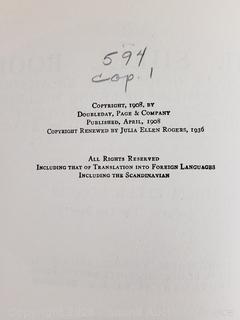 594
cop. 1
COPYRIGHT, 1908, BY
DOUBLEDAY, PAGE & COMPANY
PUBLISHED, APRIL, 1908
COPYRIGHT RENEWED BY JULIA ELLEN ROGERS, 1936
ALL RIGHTS RESERVED
INCLUDING THAT OF TRANSLATION INTO FOREIGN LANGUAGES
INCLUDING THE SCANDINAVIAN